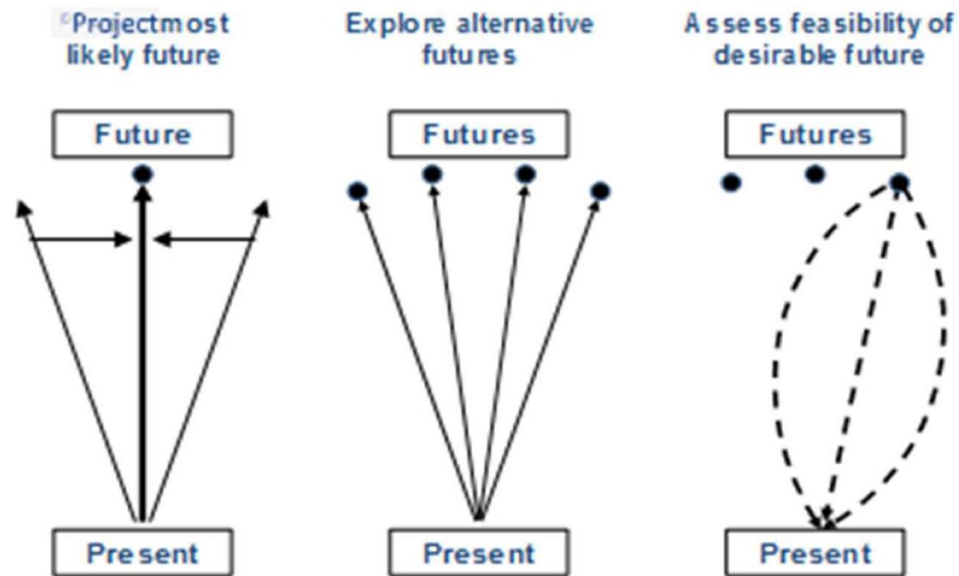 ©Projectmost
likely future
Explore alternative
futures
Assess feasibility of
desirable future
Future
Futures
Futures
Present
Present
Present